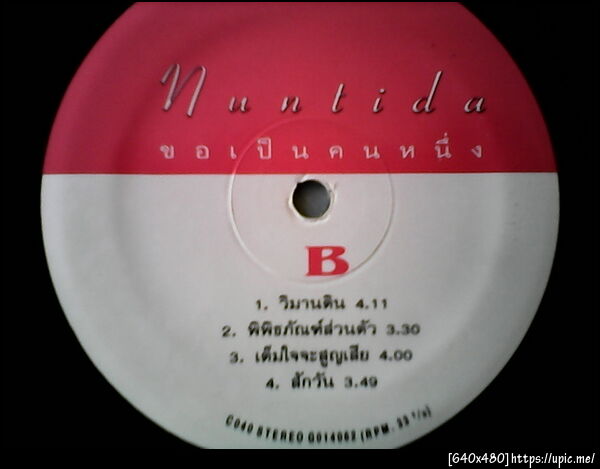 Nuntida
ขอเป็นคนหนึ่ง
B
1. วิมานดิน 4.11
2. พิพิธภัณฑ์ส่วนตัว 3.30
3. เต็มใจจะสูญเสีย 4.00
4. สักวัน 3.49
C040 STEREO G014062 (RPM. 33 1/3)
[640x480]https://upic.me/